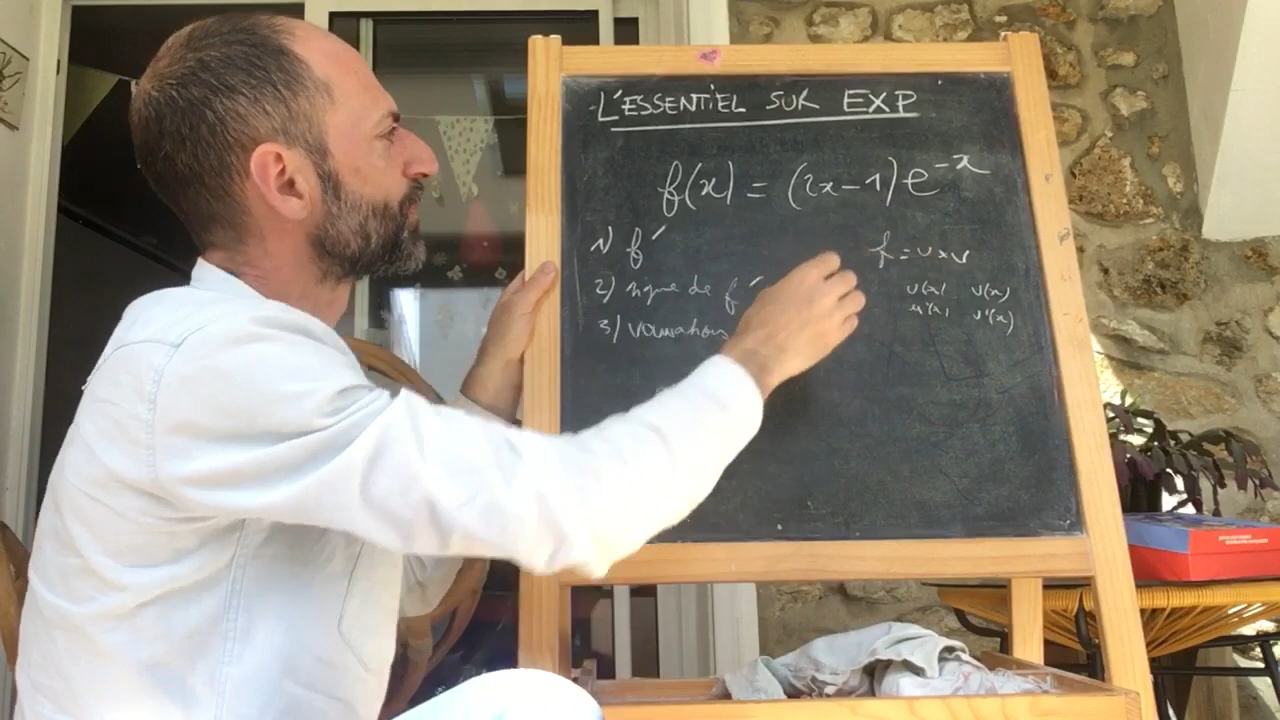 L'ESSENTIEL SUR EXP
f(x) = (2x-1)e^{-x}
1) f'
f = u × v
2) signe de f'
u(x) v(x)
u'(x) v'(x)
3) variations